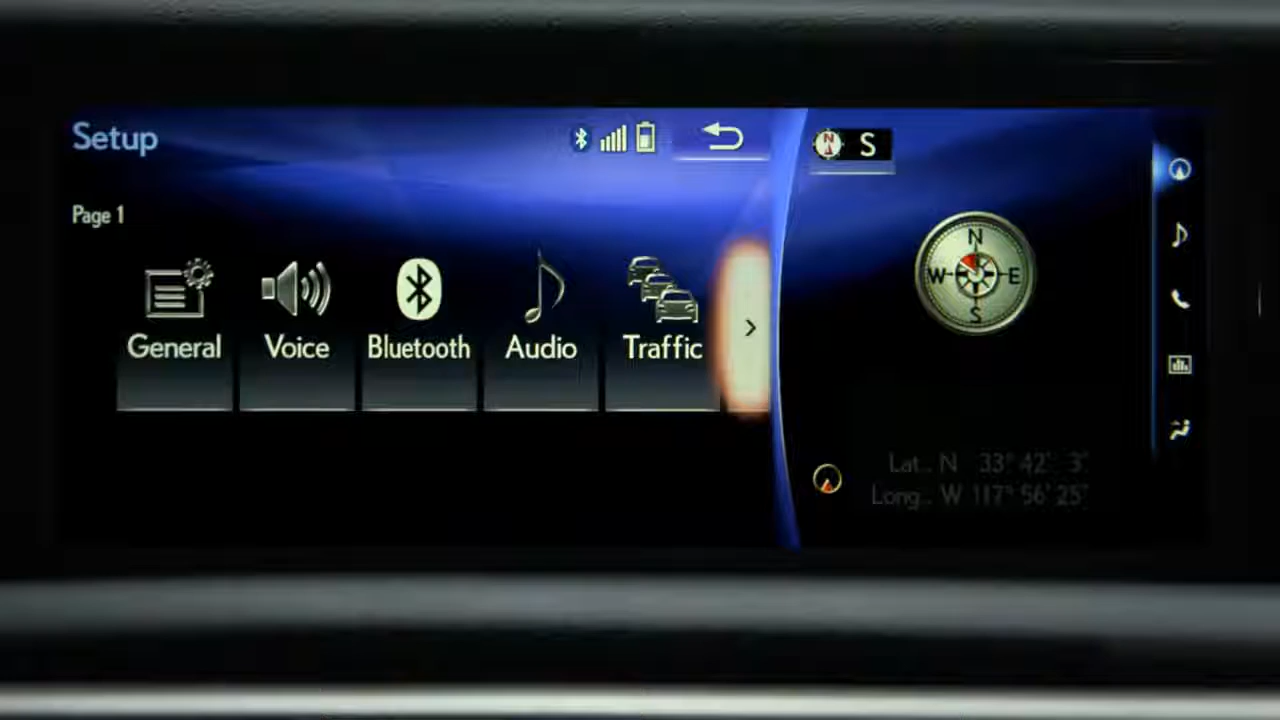 Setup
N S
Page 1
N
W E
S
General Voice Bluetooth Audio Traffic
Lat.. N 33° 42' 3"
Long.. W 117° 56' 25"